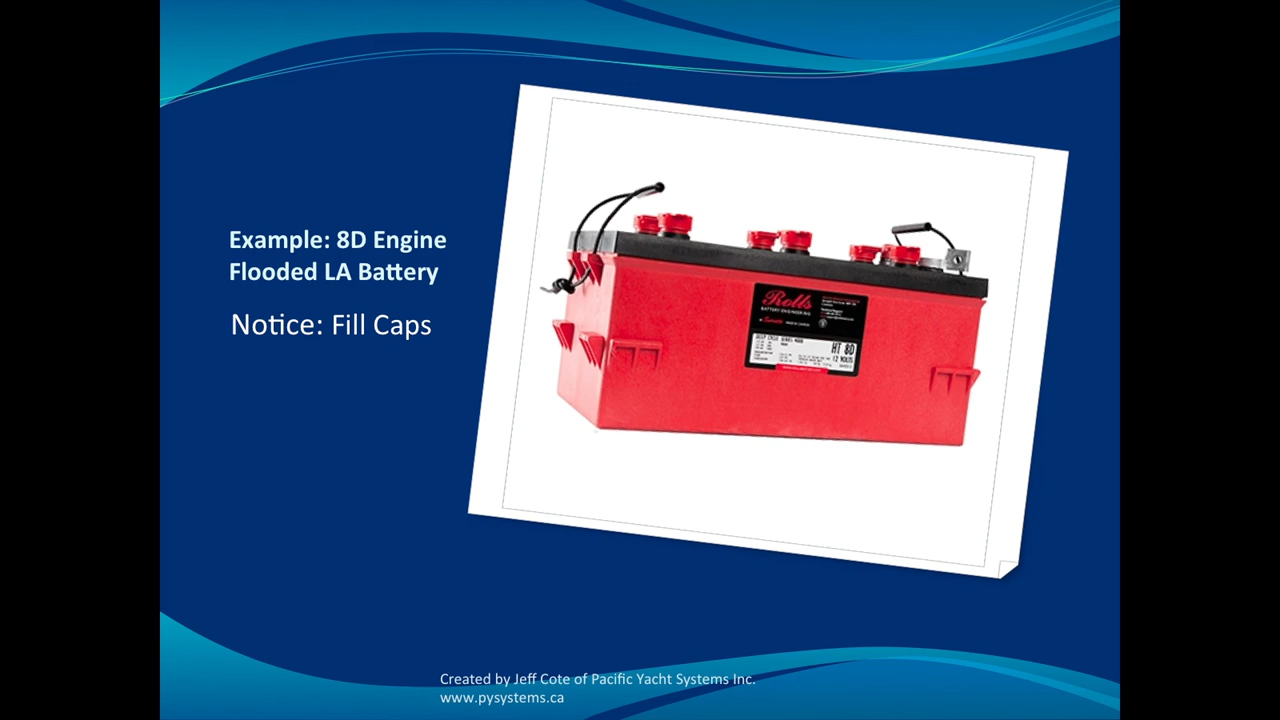 Example: 8D Engine
Flooded LA Battery
Notice: Fill Caps
Rolls
BATTERY ENGINEERING
HT 8D
12 VOLTS
Created by Jeff Cote of Pacific Yacht Systems Inc.
www.pysystems.ca